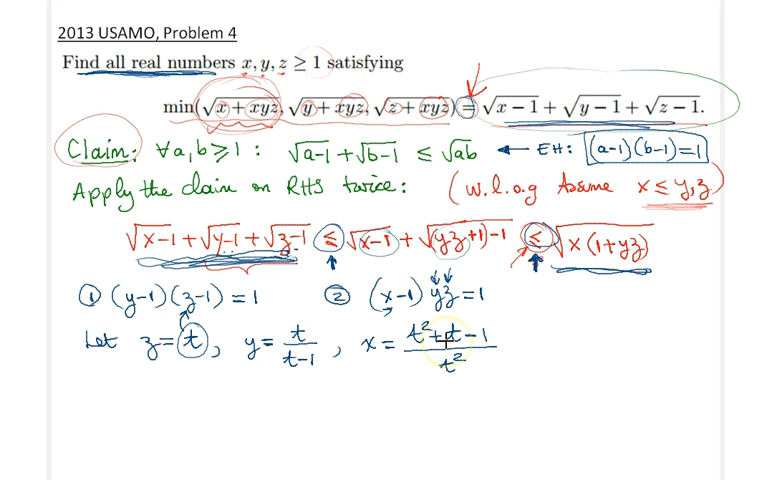 2013 USAMO, Problem 4
Find all real numbers x, y, z ≥ 1 satisfying
min(√x + xyz, √y + xyz, √z + xyz) = √x − 1 + √y − 1 + √z − 1.
Claim: ∀a,b ≥ 1 : √a-1 + √b-1 ≤ √ab ← EH: (a-1)(b-1)=1
Apply the claim on RHS twice: (w.l.o.g Assume x ≤ y,z)
√x-1 + √y-1 + √z-1 ≤ √x-1 + √(yz+1)-1 ≤ √x(1+yz)
① (y-1)(z-1)=1 ② (x-1) yz=1
Let z=t, y= t/t-1, x= t²+t-1/t²